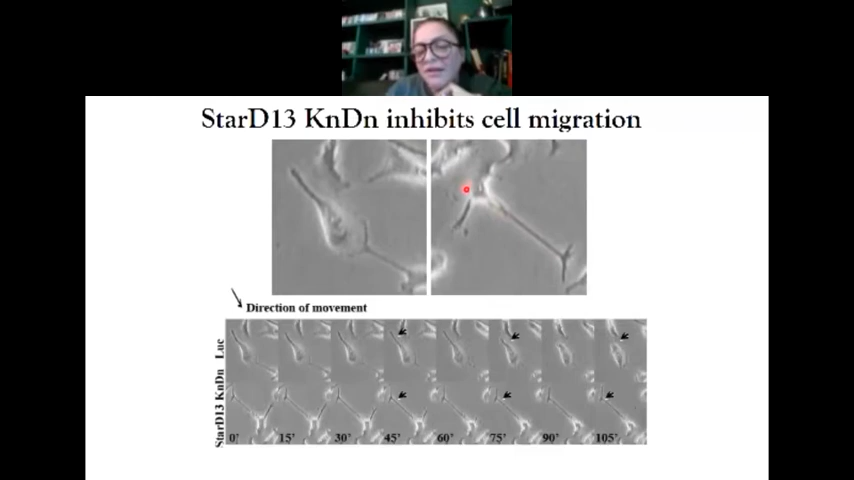 StarD13 KnDn inhibits cell migration
Direction of movement
Luc
StarD13 KnDn
0' 15' 30' 45' 60' 75' 90' 105'